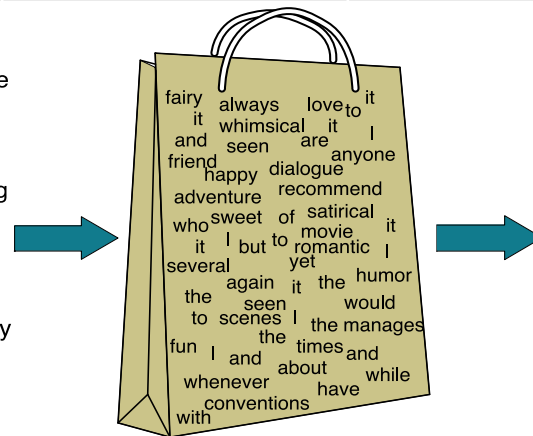 e
g
y
fairy always love to it
it whimsical it I
and seen are anyone
friend happy dialogue
adventure recommend
who sweet of satirical it
it I but to movie romantic I
several yet
again it the humor
the seen would
to scenes I the manages
fun I and the times and
about while
whenever have
conventions
with